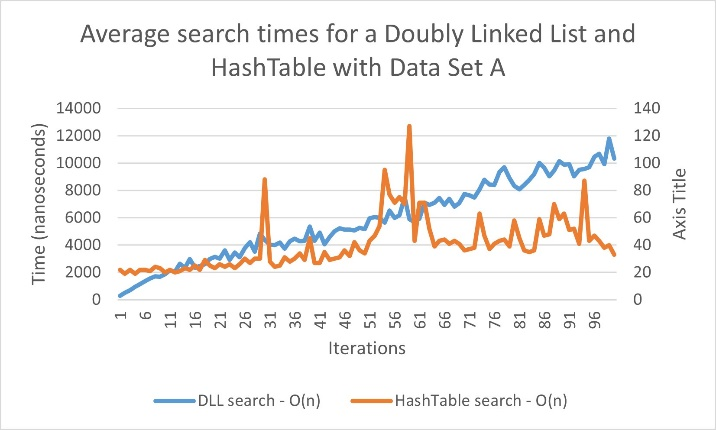 Average search times for a Doubly Linked List and
HashTable with Data Set A
Time (nanoseconds)
14000
12000
10000
8000
6000
4000
2000
0
140
120
100
80
60
40
20
0
Axis Title
1 6 11 16 21 26 31 36 41 46 51 56 61 66 71 76 81 86 91 96
Iterations
DLL search - O(n) HashTable search - O(n)